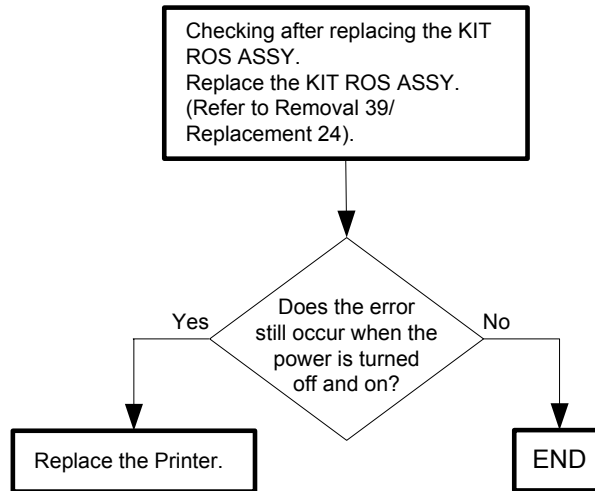 Checking after replacing the KIT
ROS ASSY.
Replace the KIT ROS ASSY.
(Refer to Removal 39/
Replacement 24).
Does the error
still occur when the
power is turned
off and on?
Yes
No
Replace the Printer.
END